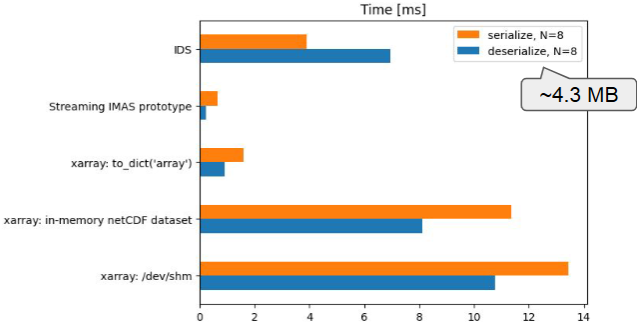 Time [ms]
serialize, N=8
deserialize, N=8
~4.3 MB
IDS
Streaming IMAS prototype
xarray: to_dict('array')
xarray: in-memory netCDF dataset
xarray: /dev/shm
0 2 4 6 8 10 12 14